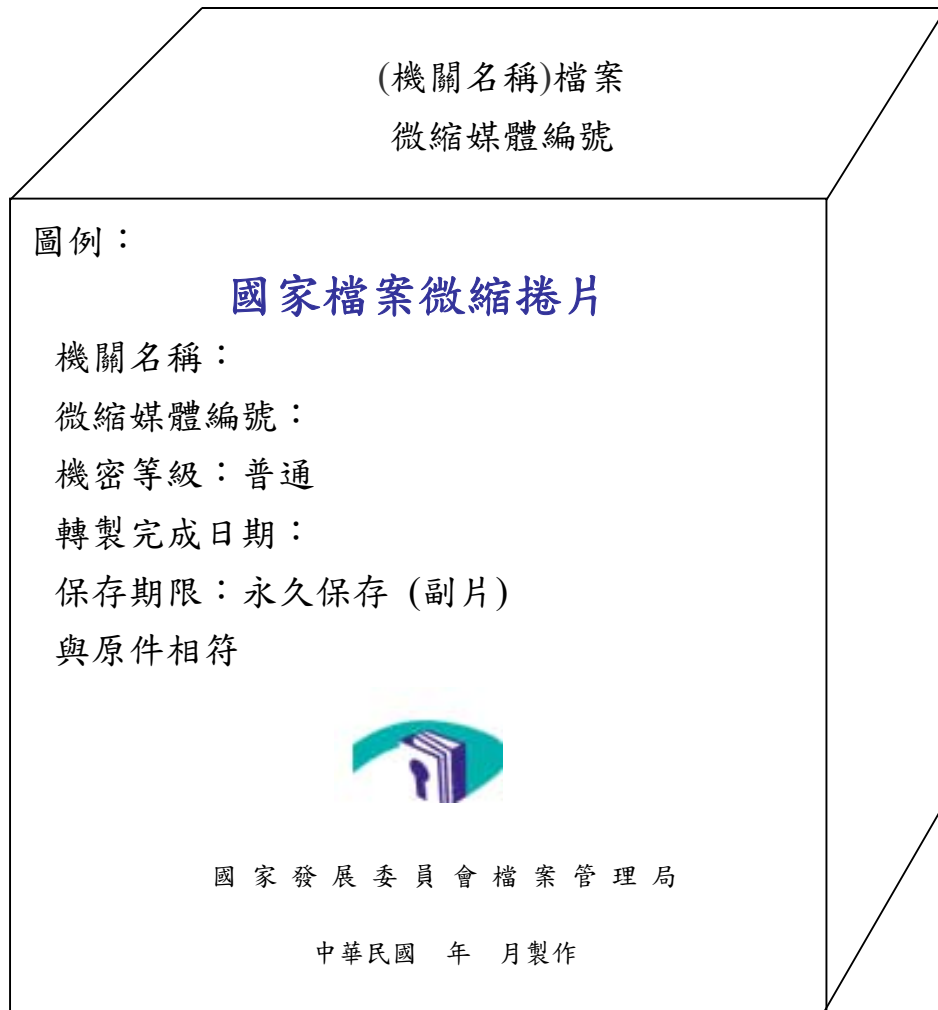 (機關名稱)檔案
微縮媒體編號
圖例：
國家檔案微縮捲片
機關名稱：
微縮媒體編號：
機密等級：普通
轉製完成日期：
保存期限：永久保存 (副片)
與原件相符
國家發展委員會檔案管理局
中華民國　年　月製作